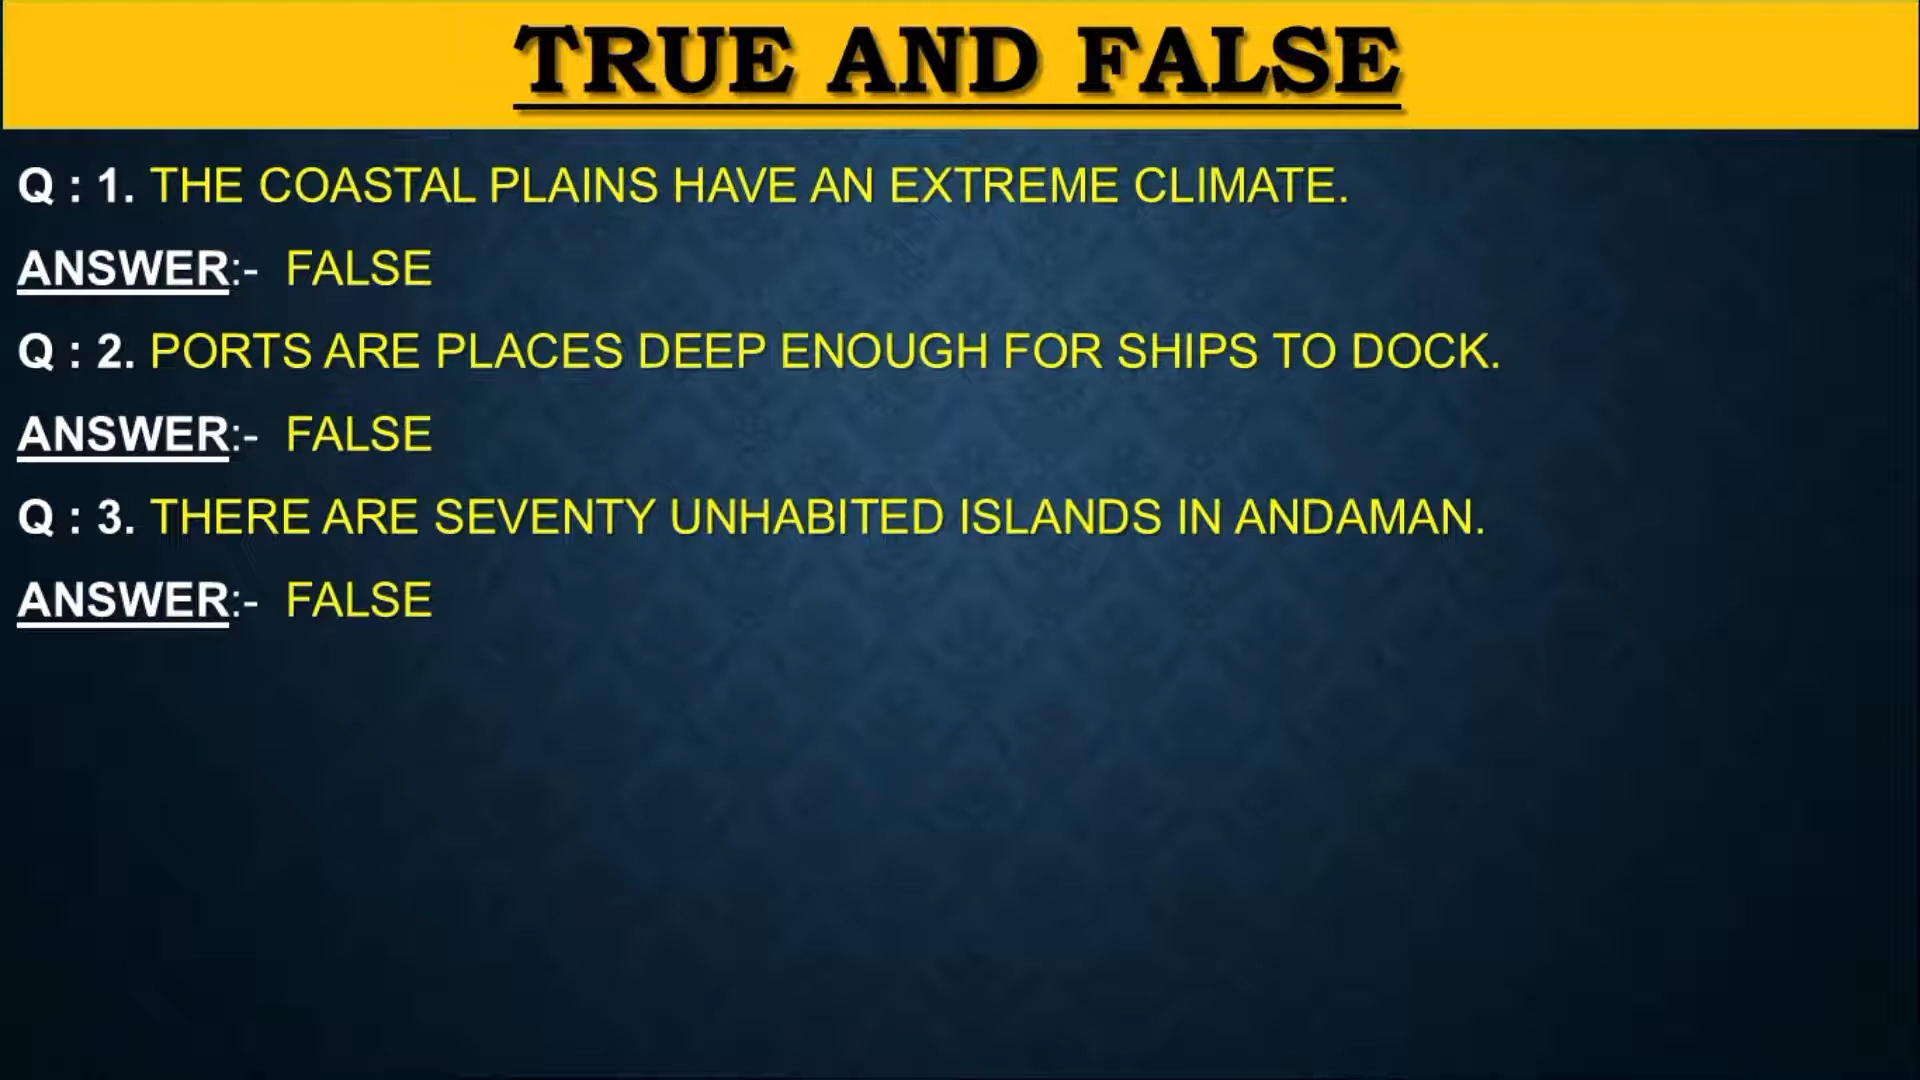 TRUE AND FALSE
Q : 1. THE COASTAL PLAINS HAVE AN EXTREME CLIMATE.
ANSWER:- FALSE
Q : 2. PORTS ARE PLACES DEEP ENOUGH FOR SHIPS TO DOCK.
ANSWER:- FALSE
Q : 3. THERE ARE SEVENTY UNHABITED ISLANDS IN ANDAMAN.
ANSWER:- FALSE